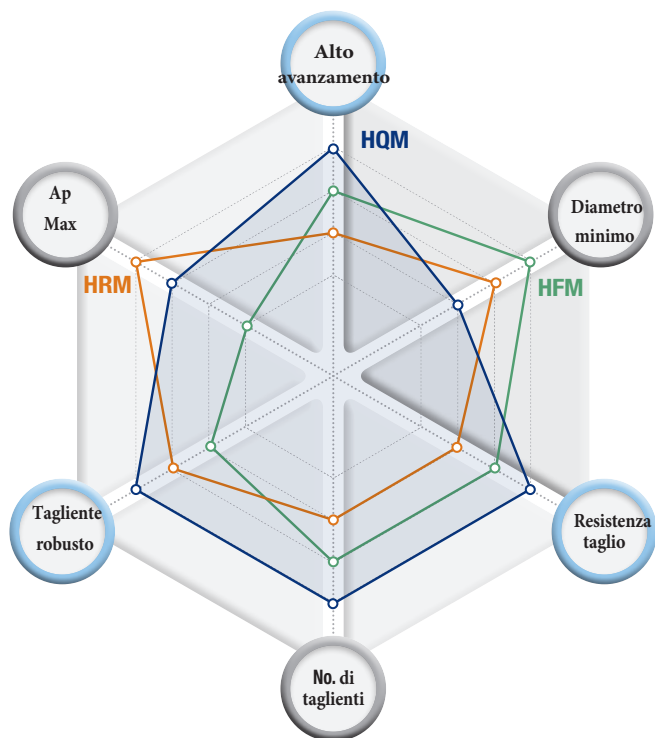 Alto
avanzamento
HQM
Ap
Max
Diametro
minimo
HRM
HFM
Tagliente
robusto
Resistenza
taglio
No. di
taglienti